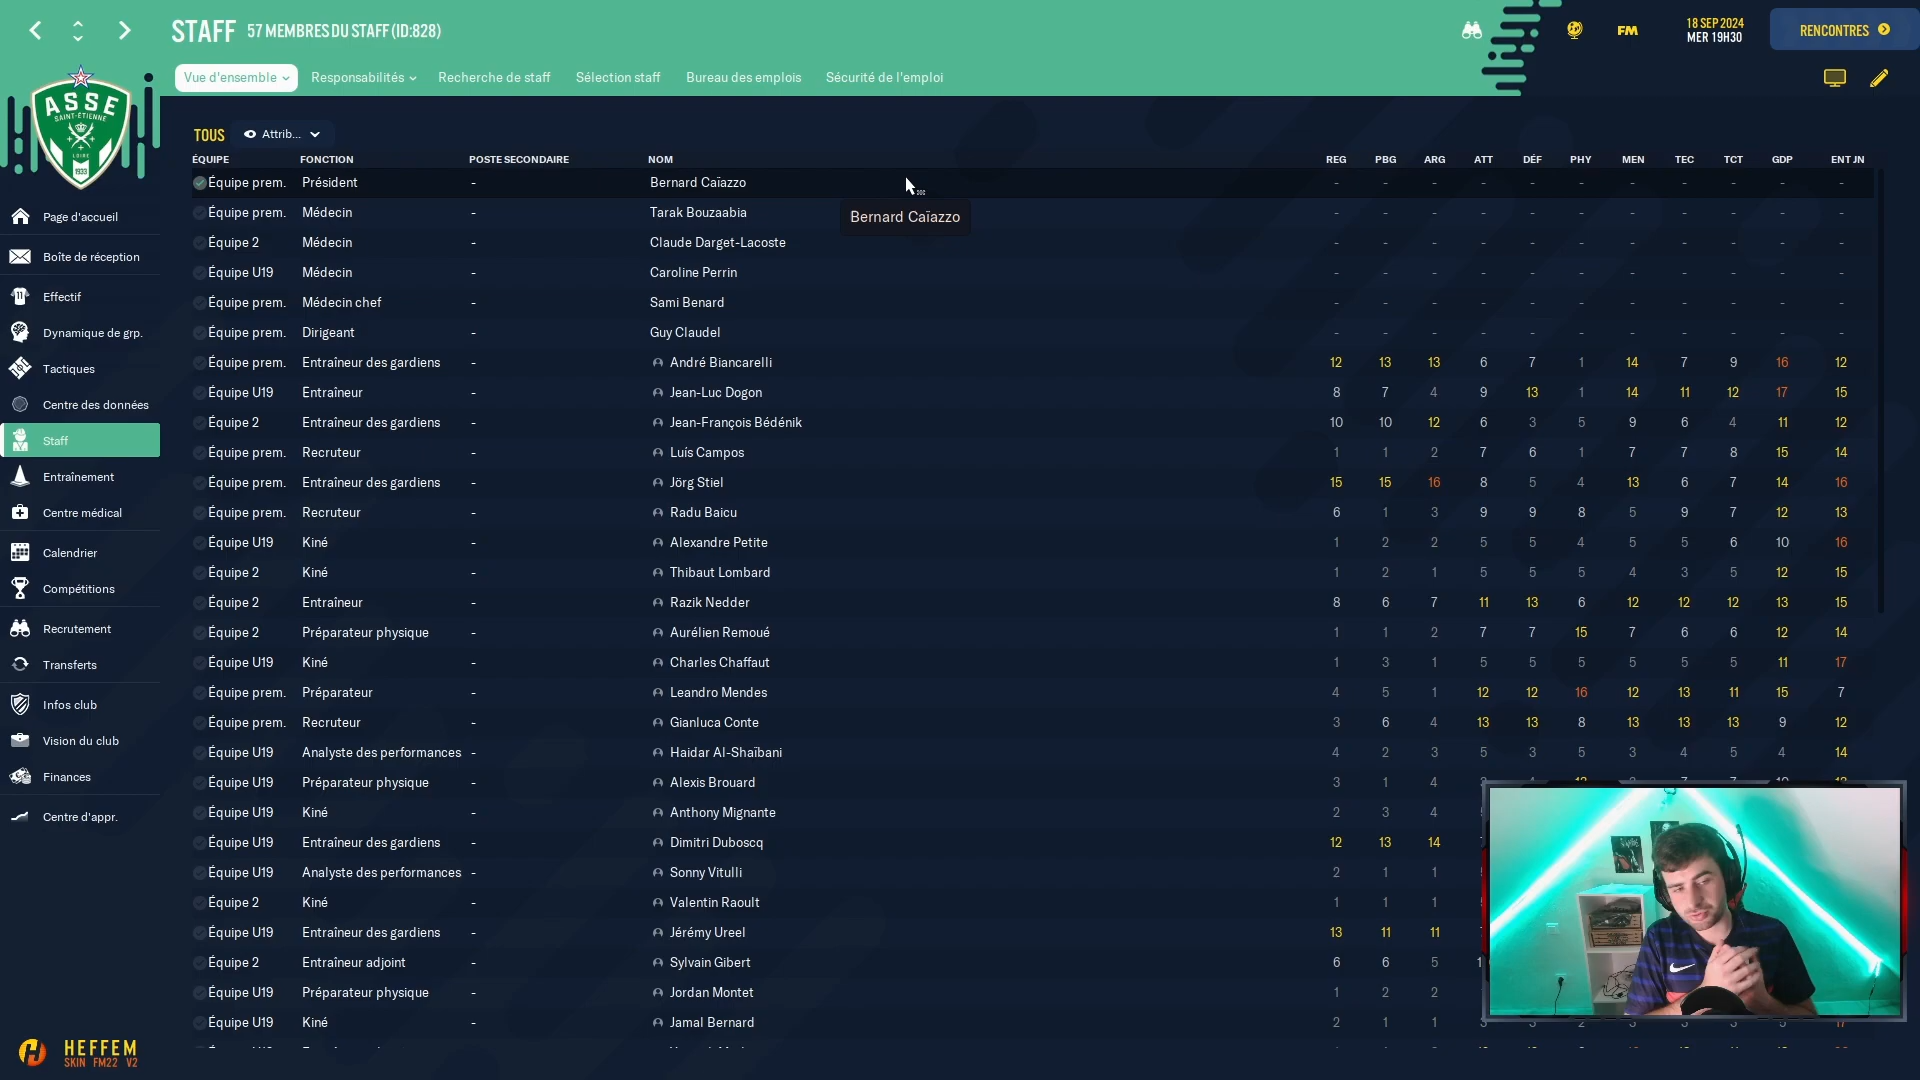 STAFF 57 MEMBRES DU STAFF (ID:828)
FM
18 SEP 2024
MER 19H30
RENCONTRES
Vue d'ensemble Responsabilités Recherche de staff Sélection staff Bureau des emplois Sécurité de l'emploi
ASSE
SAINT-ÉTIENNE
LOIRE
1933
Page d'accueil
Boîte de réception
Effectif
Dynamique de grp.
Tactiques
Centre des données
Staff
Entraînement
Centre médical
Calendrier
Compétitions
Recrutement
Transferts
Infos club
Vision du club
Finances
Centre d'appr.
HEFFEM
SKIN FM22 V2
TOUS Attrib...
ÉQUIPE FONCTION POSTE SECONDAIRE NOM REG PBG ARG ATT DÉF PHY MEN TEC TCT GDP ENT JN
Équipe prem. Président - Bernard Caïazzo - - - - - - - - - - -
Équipe prem. Médecin - Tarak Bouzaabia - - - - - - - - - - -
Bernard Caïazzo
Équipe 2 Médecin - Claude Darget-Lacoste - - - - - - - - - - -
Équipe U19 Médecin - Caroline Perrin - - - - - - - - - - -
Équipe prem. Médecin chef - Sami Benard - - - - - - - - - - -
Équipe prem. Dirigeant - Guy Claudel - - - - - - - - - - -
Équipe prem. Entraîneur des gardiens - André Biancarelli 12 13 13 6 7 1 14 7 9 16 12
Équipe U19 Entraîneur - Jean-Luc Dogon 8 7 4 9 13 1 14 11 12 17 15
Équipe 2 Entraîneur des gardiens - Jean-François Bédénik 10 10 12 6 3 5 9 6 4 11 12
Équipe prem. Recruteur - Luís Campos 1 1 2 7 6 1 7 7 8 15 14
Équipe prem. Entraîneur des gardiens - Jörg Stiel 15 15 16 8 5 4 13 6 7 14 16
Équipe prem. Recruteur - Radu Baicu 6 1 3 9 9 8 5 9 7 12 13
Équipe U19 Kiné - Alexandre Petite 1 2 2 5 5 4 5 5 6 10 16
Équipe 2 Kiné - Thibaut Lombard 1 2 1 5 5 5 4 3 5 12 15
Équipe 2 Entraîneur - Razik Nedder 8 6 7 11 13 6 12 12 12 13 15
Équipe 2 Préparateur physique - Aurélien Remoué 1 1 2 7 7 15 7 6 6 12 14
Équipe U19 Kiné - Charles Chaffaut 1 3 1 5 5 5 5 5 5 11 17
Équipe prem. Préparateur - Leandro Mendes 4 5 1 12 12 16 12 13 11 15 7
Équipe prem. Recruteur - Gianluca Conte 3 6 4 13 13 8 13 13 13 9 12
Équipe U19 Analyste des performances - Haidar Al-Shaïbani 4 2 3 5 3 5 3 4 5 4 14
Équipe U19 Préparateur physique - Alexis Brouard 3 1 4
Équipe U19 Kiné - Anthony Mignante 2 3 4
Équipe U19 Entraîneur des gardiens - Dimitri Duboscq 12 13 14
Équipe U19 Analyste des performances - Sonny Vitulli 2 1 1
Équipe 2 Kiné - Valentin Raoult 1 1 1
Équipe U19 Entraîneur des gardiens - Jérémy Ureel 13 11 11
Équipe 2 Entraîneur adjoint - Sylvain Gibert 6 6 5
Équipe U19 Préparateur physique - Jordan Montet 1 2 2
Équipe U19 Kiné - Jamal Bernard 2 1 1